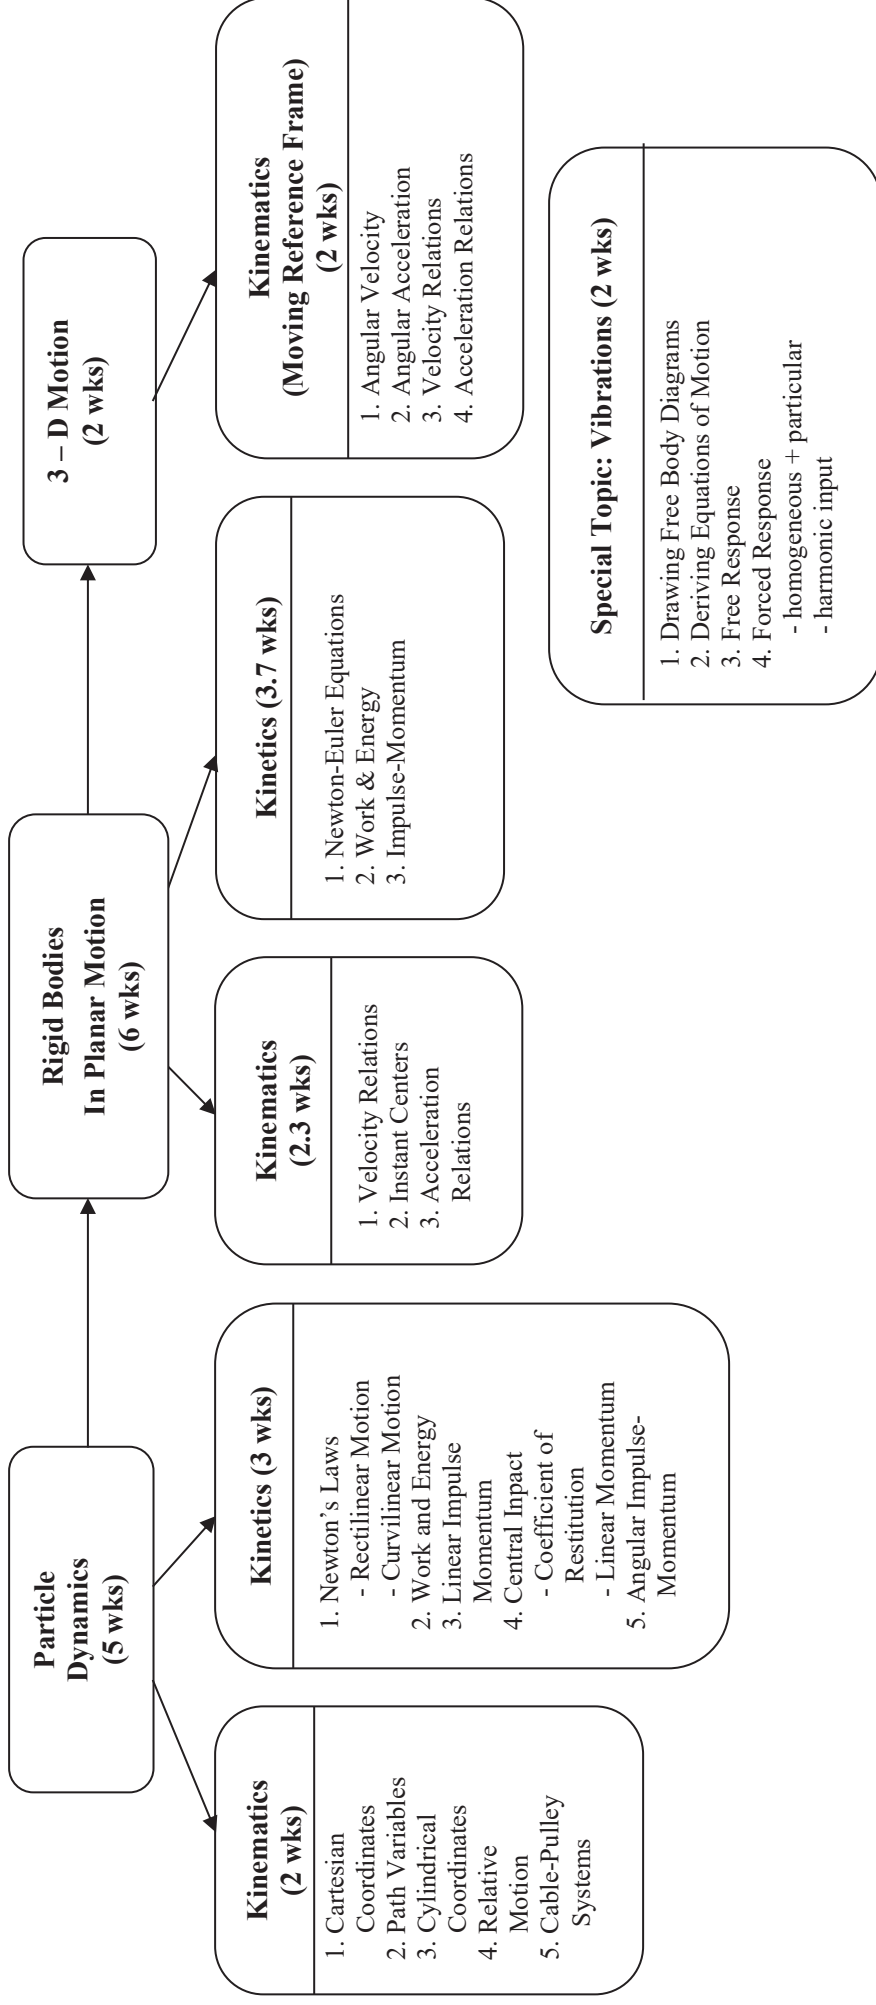 Particle
Dynamics
(5 wks)
Rigid Bodies
In Planar Motion
(6 wks)
3 – D Motion
(2 wks)
Kinematics
(2 wks)
1. Cartesian
Coordinates
2. Path Variables
3. Cylindrical
Coordinates
4. Relative
Motion
5. Cable-Pulley
Systems
Kinetics (3 wks)
1. Newton’s Laws
- Rectilinear Motion
- Curvilinear Motion
2. Work and Energy
3. Linear Impulse
Momentum
4. Central Inpact
- Coefficient of
Restitution
- Linear Momentum
5. Angular Impulse-
Momentum
Kinematics
(2.3 wks)
1. Velocity Relations
2. Instant Centers
3. Acceleration
Relations
Kinetics (3.7 wks)
1. Newton-Euler Equations
2. Work & Energy
3. Impulse-Momentum
Kinematics
(Moving Reference Frame)
(2 wks)
1. Angular Velocity
2. Angular Acceleration
3. Velocity Relations
4. Acceleration Relations
Special Topic: Vibrations (2 wks)
1. Drawing Free Body Diagrams
2. Deriving Equations of Motion
3. Free Response
4. Forced Response
- homogeneous + particular
- harmonic input